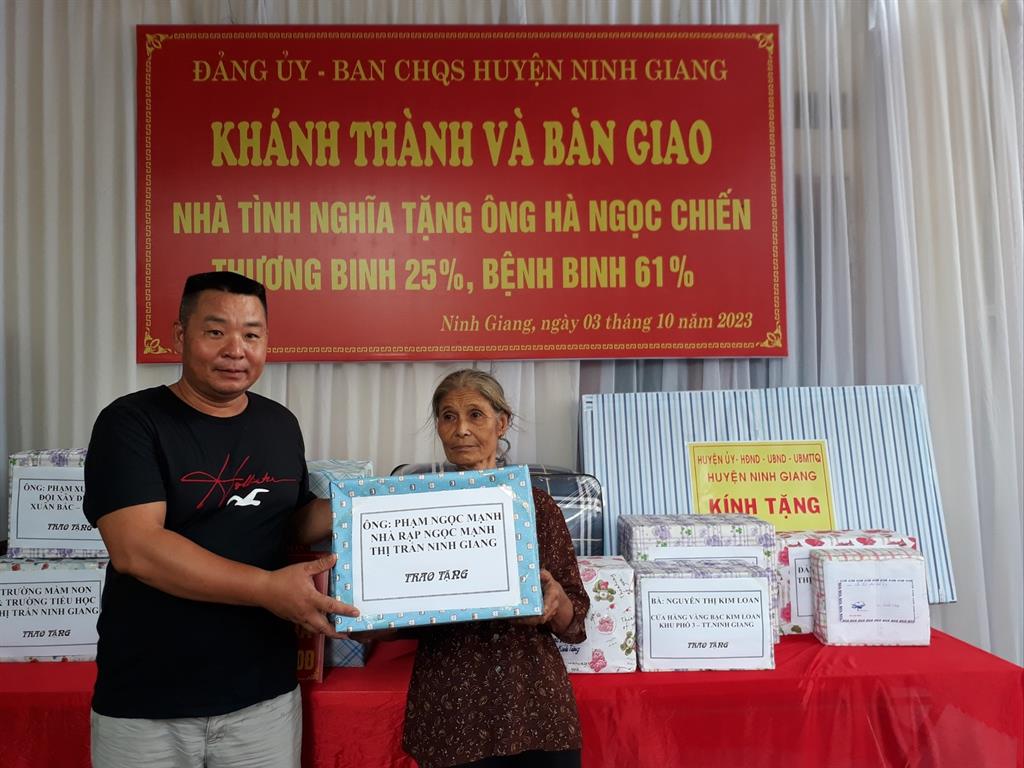 ĐẢNG ỦY - BAN CHQS HUYỆN NINH GIANG
KHÁNH THÀNH VÀ BÀN GIAO
NHÀ TÌNH NGHĨA TẶNG ÔNG HÀ NGỌC CHIẾN
THƯƠNG BINH 25%, BỆNH BINH 61%
Ninh Giang, ngày 03 tháng 10 năm 2023
HUYỆN ỦY - HĐND - UBND - UBMTTQ
HUYỆN NINH GIANG
KÍNH TẶNG
ÔNG: PHẠM
ĐỘI XÂY
XUÂN BẮC -
TRAO TẶNG
TRƯỜNG MẦM NON
TRƯỜNG TIỂU HỌC
THỊ TRẤN NINH GIANG
TRAO TẶNG
Hollister
ÔNG: PHẠM NGỌC MẠNH
NHÀ RẠP NGỌC MẠNH
THỊ TRẤN NINH GIANG
TRAO TẶNG
BÀ: NGUYỄN THỊ KIM LOAN
CỬA HÀNG VÀNG BẠC KIM LOAN
KHU PHỐ 3 - TT.NINH GIANG
TRAO TẶNG